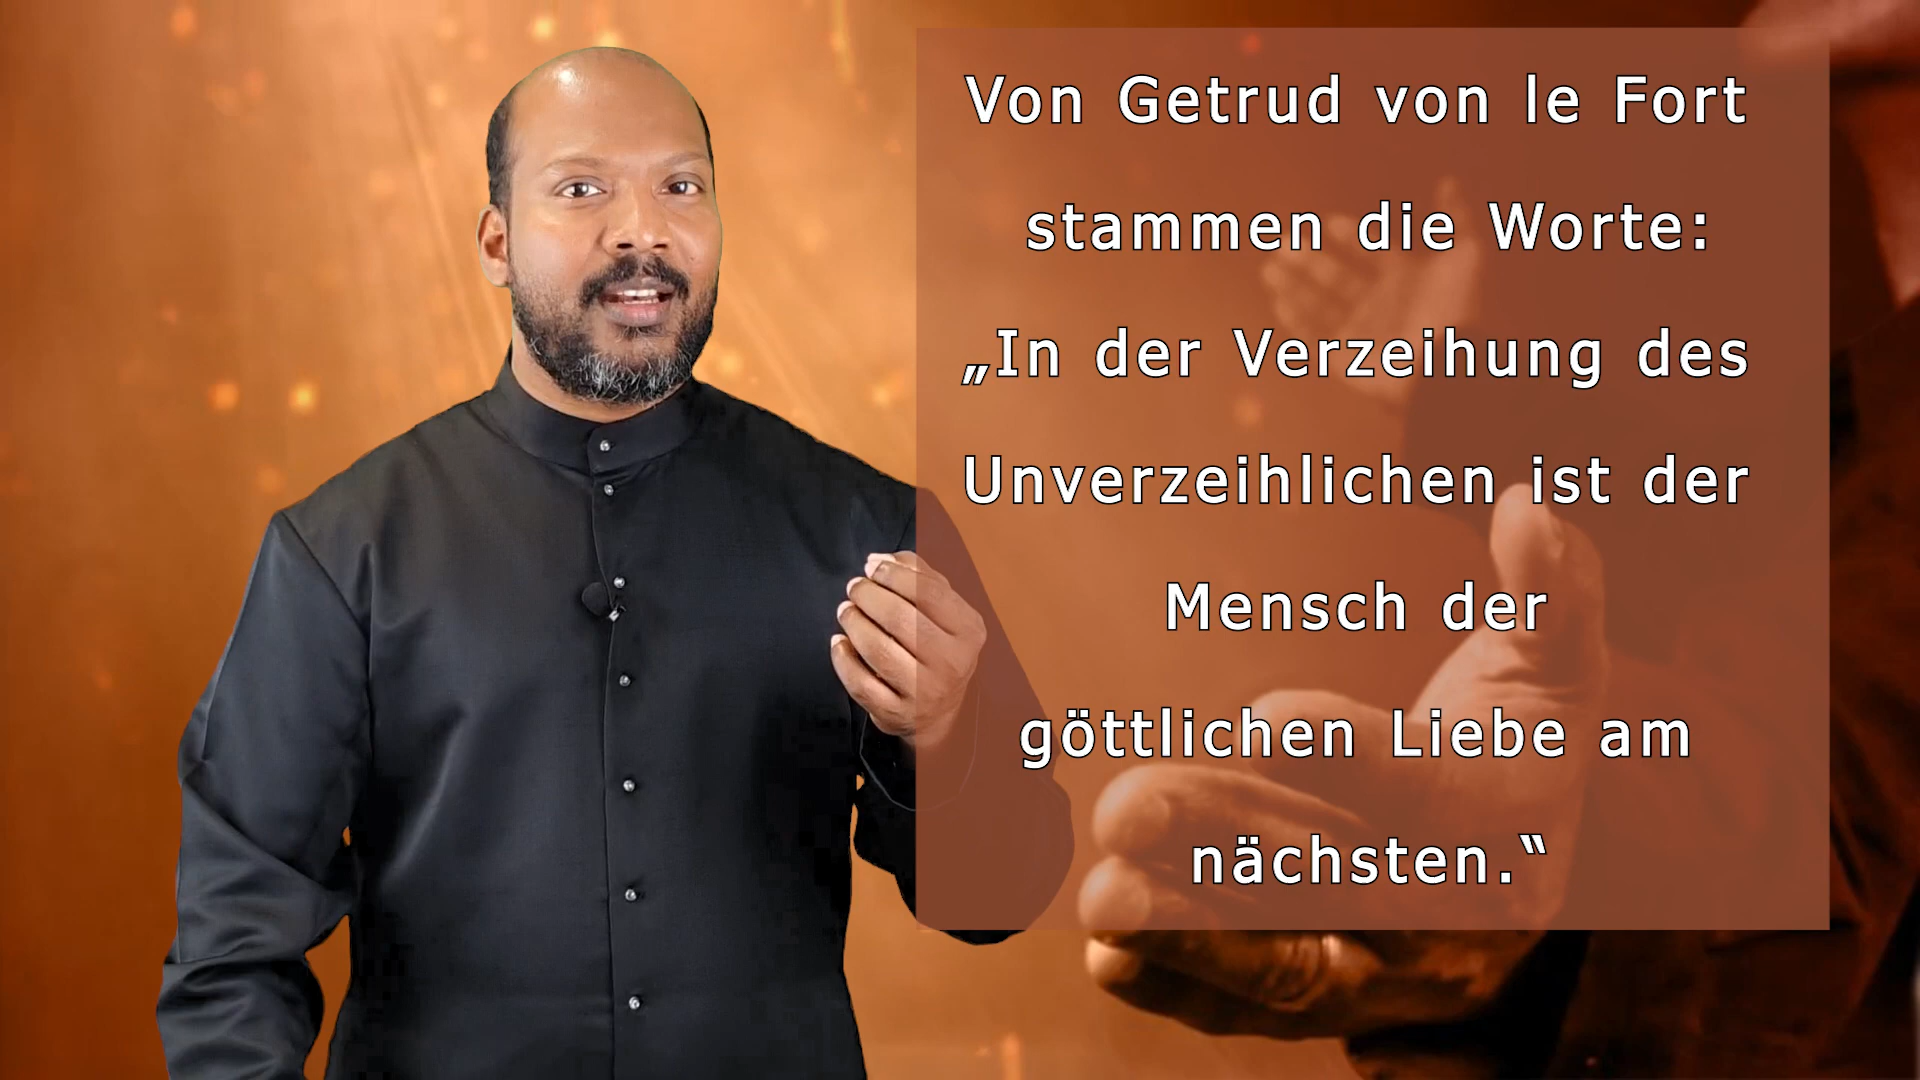 Von Getrud von le Fort
stammen die Worte:
„In der Verzeihung des
Unverzeihlichen ist der
Mensch der
göttlichen Liebe am
nächsten.“